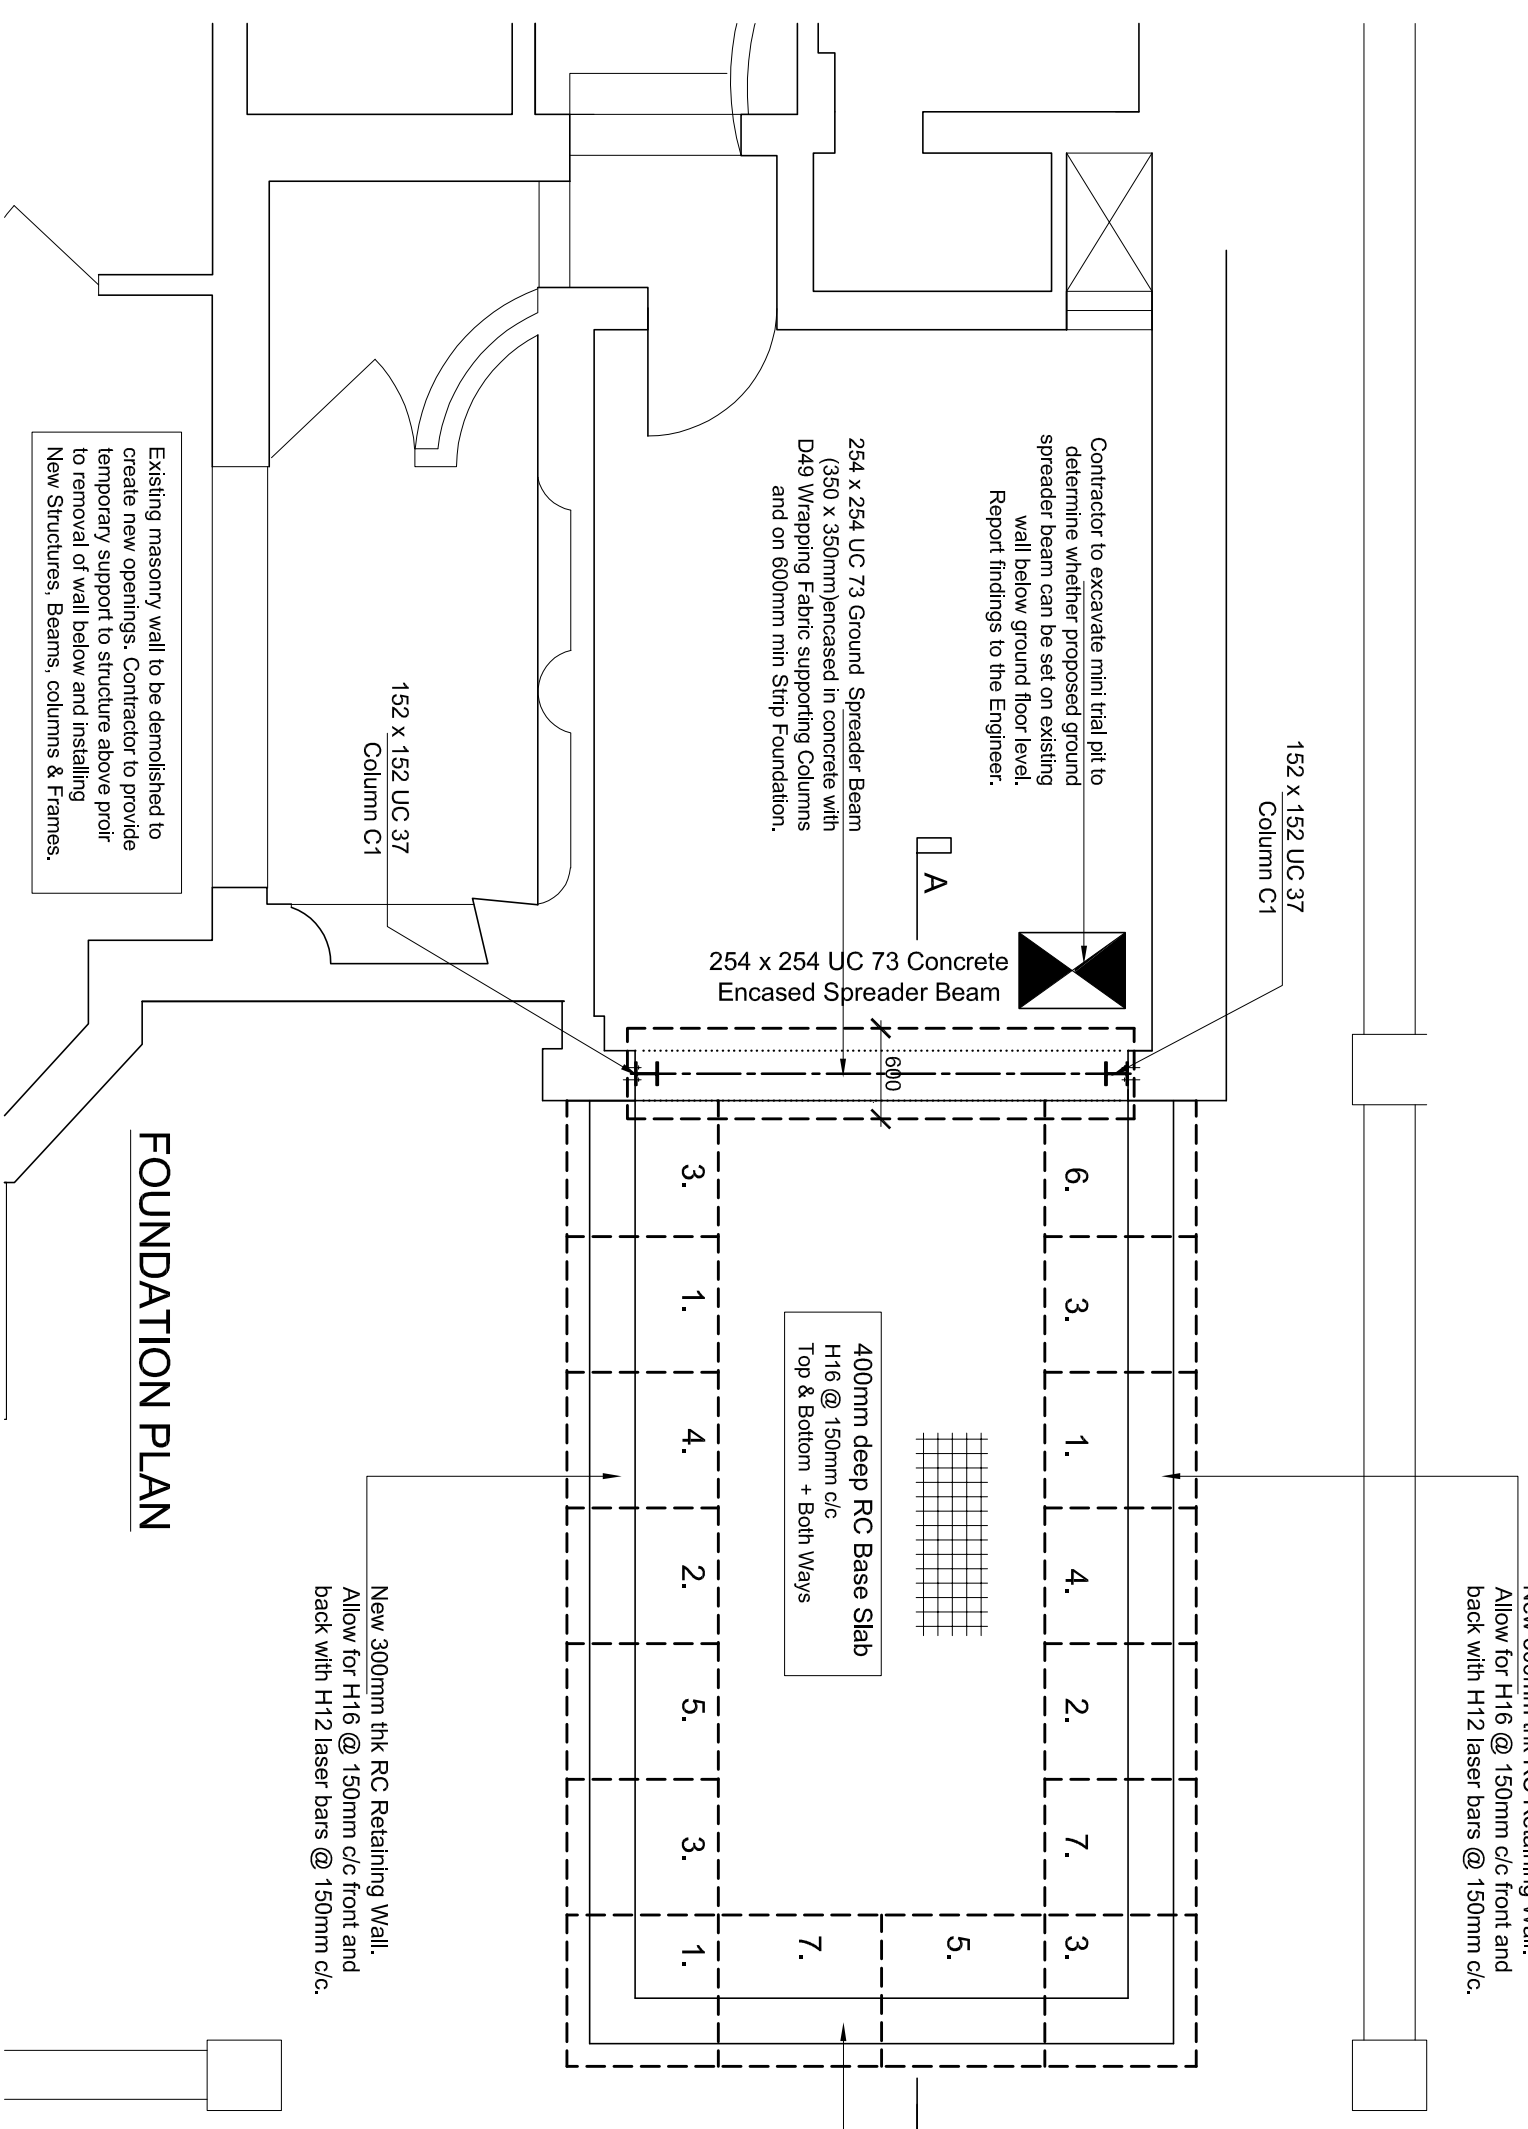 152 x 152 UC 37
Column C1
Allow for H16 @ 150mm c/c front and
back with H12 laser bars @ 150mm c/c.
Contractor to excavate mini trial pit to
determine whether proposed ground
spreader beam can be set on existing
wall below ground floor level.
Report findings to the Engineer.
254 x 254 UC 73 Ground Spreader Beam
(350 x 350mm)encased in concrete with
D49 Wrapping Fabric supporting Columns
and on 600mm min Strip Foundation.
A
254 x 254 UC 73 Concrete
Encased Spreader Beam
600
6.
3.
1.
4.
2.
7.
3.
5.
7.
400mm deep RC Base Slab
H16 @ 150mm c/c
Top & Bottom + Both Ways
3.
1.
4.
2.
5.
3.
1.
152 x 152 UC 37
Column C1
New 300mm thk RC Retaining Wall.
Allow for H16 @ 150mm c/c front and
back with H12 laser bars @ 150mm c/c.
Existing masonry wall to be demolished to
create new openings. Contractor to provide
temporary support to structure above proir
to removal of wall below and installing
New Structures, Beams, columns & Frames.
FOUNDATION PLAN